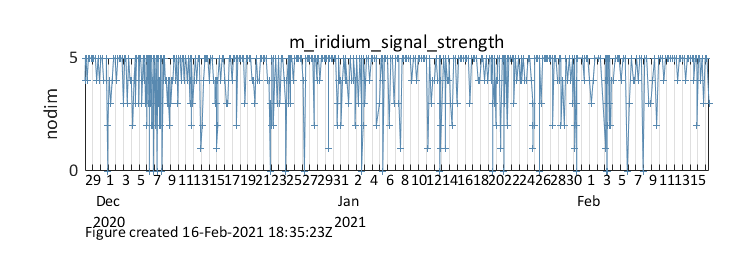 m_iridium_signal_strength
5
nodim
0
29 1 3 5 7 9 11 13 15 17 19 21 23 25 27 29 31 2 4 6 8 10 12 14 16 18 20 22 24 26 28 30 1 3 5 7 9 11 13 15
Dec Jan Feb
2020 2021
Figure created 16-Feb-2021 18:35:23Z